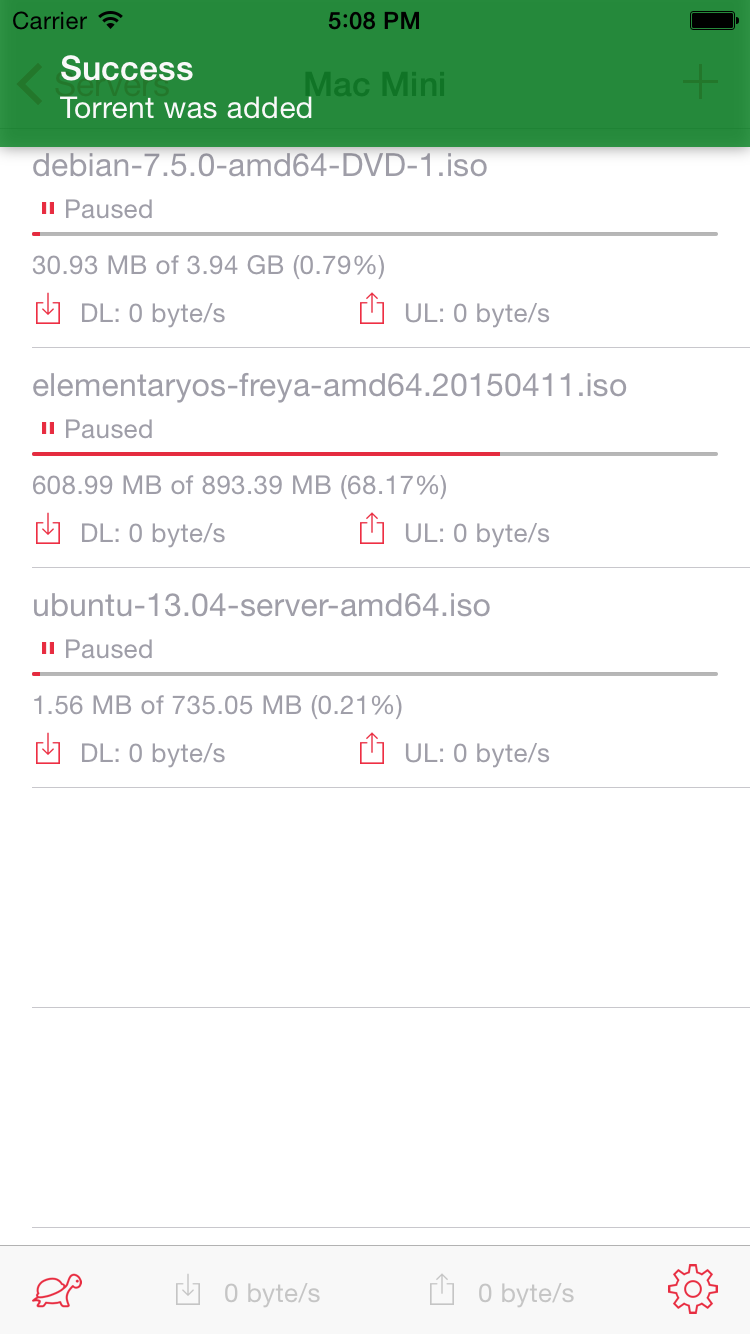 Carrier 5:08 PM
Success
Servers Mac Mini
Torrent was added
debian-7.5.0-amd64-DVD-1.iso
Paused
30.93 MB of 3.94 GB (0.79%)
DL: 0 byte/s UL: 0 byte/s
elementaryos-freya-amd64.20150411.iso
Paused
608.99 MB of 893.39 MB (68.17%)
DL: 0 byte/s UL: 0 byte/s
ubuntu-13.04-server-amd64.iso
Paused
1.56 MB of 735.05 MB (0.21%)
DL: 0 byte/s UL: 0 byte/s
0 byte/s 0 byte/s